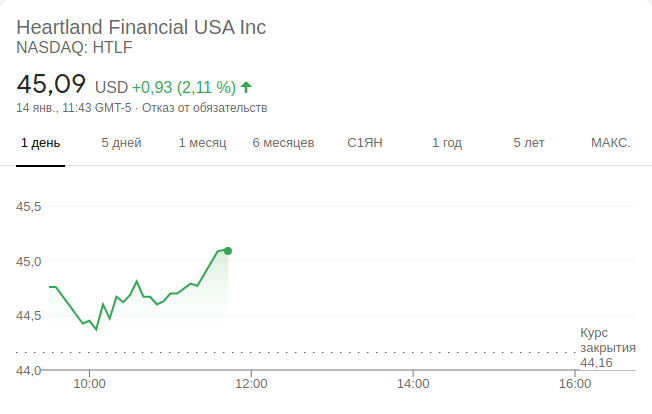 Heartland Financial USA Inc
NASDAQ: HTLF
45,09 USD +0,93 (2,11 %)
14 янв., 11:43 GMT-5 · Отказ от обязательств
1 день 5 дней 1 месяц 6 месяцев С1ЯН 1 год 5 лет МАКС.
45,5
45,0
44,5
Курс
закрытия
44,16
44,0
10:00 12:00 14:00 16:00